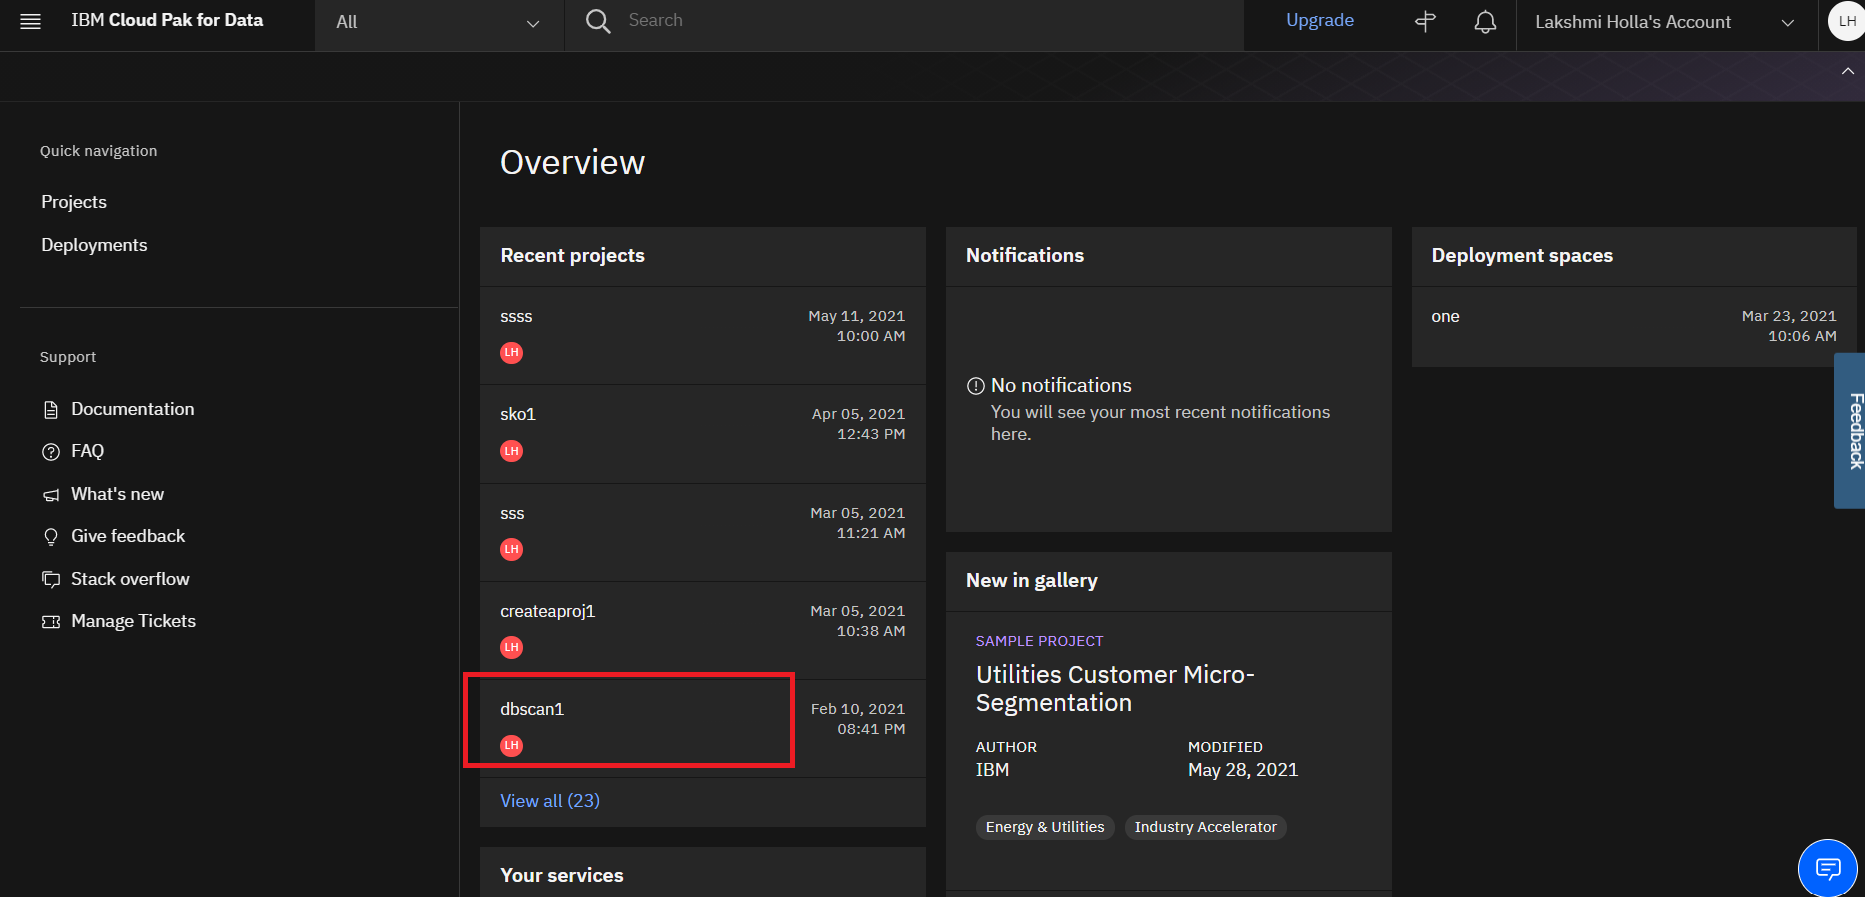 IBM Cloud Pak for Data
All
Search
Upgrade
Lakshmi Holla's Account
LH
Quick navigation
Projects
Deployments
Support
Documentation
FAQ
What's new
Give feedback
Stack overflow
Manage Tickets
Overview
Recent projects
ssss
May 11, 2021
10:00 AM
LH
sko1
Apr 05, 2021
12:43 PM
LH
sss
Mar 05, 2021
11:21 AM
LH
createaproj1
Mar 05, 2021
10:38 AM
LH
dbscan1
Feb 10, 2021
08:41 PM
LH
View all (23)
Your services
Notifications
No notifications
You will see your most recent notifications
here.
New in gallery
SAMPLE PROJECT
Utilities Customer Micro-
Segmentation
AUTHOR
IBM
MODIFIED
May 28, 2021
Energy & Utilities
Industry Accelerator
Deployment spaces
one
Mar 23, 2021
10:06 AM
Feedback